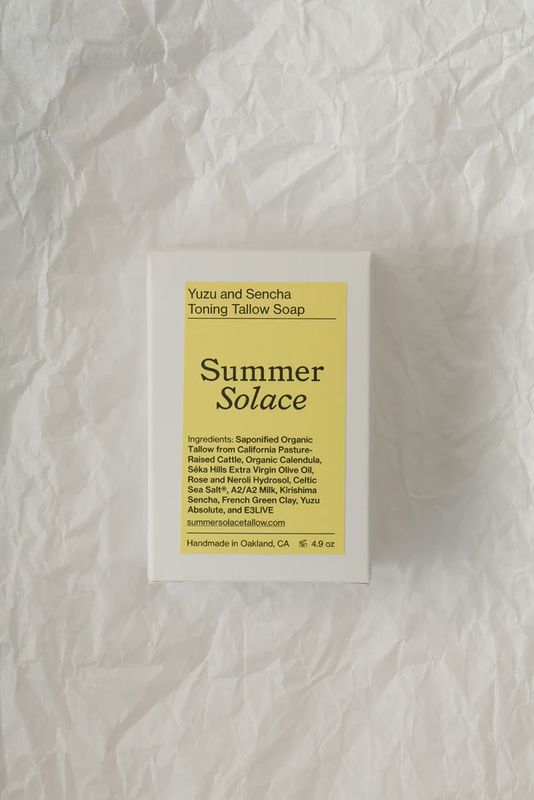 Yuzu and Sencha
Toning Tallow Soap
Summer
Solace
Ingredients: Saponified Organic
Tallow from California Pasture-
Raised Cattle, Organic Calendula,
Séka Hills Extra Virgin Olive Oil,
Rose and Neroli Hydrosol, Celtic
Sea Salt®, A2/A2 Milk, Kirishima
Sencha, French Green Clay, Yuzu
Absolute, and E3LIVE
summersolacetallow.com
Handmade in Oakland, CA 4.9 oz